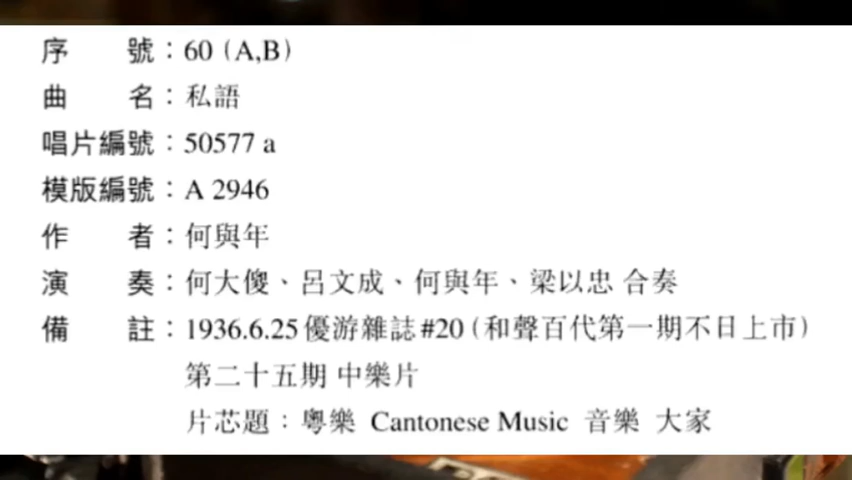 序　　號：60（A,B）
曲　　名：私語
唱片編號：50577 a
模版編號：A 2946
作　　者：何與年
演　　奏：何大傻、呂文成、何與年、梁以忠 合奏
備　　註：1936.6.25優游雜誌#20（和聲百代第一期不日上市）
第二十五期 中樂片
片芯題：粵樂 Cantonese Music 音樂 大家